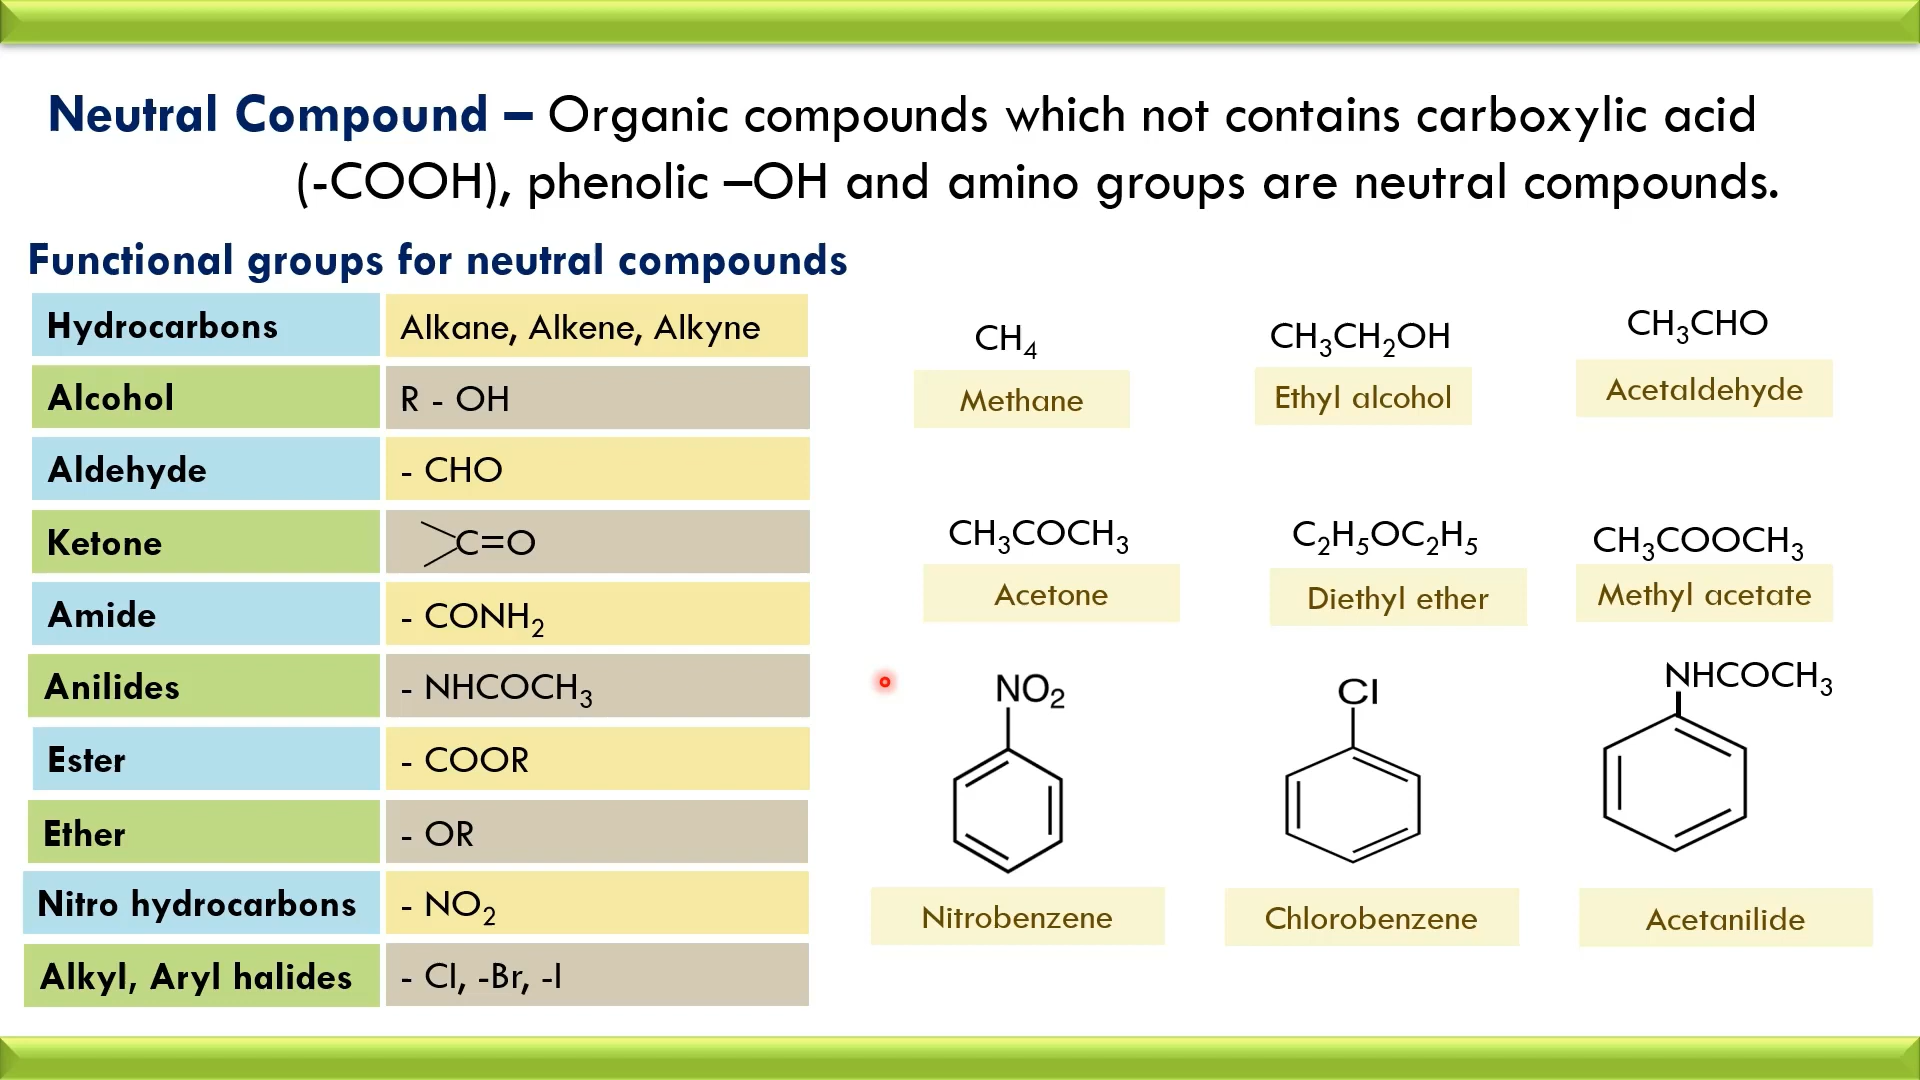 Neutral Compound – Organic compounds which not contains carboxylic acid
(-COOH), phenolic –OH and amino groups are neutral compounds.
Functional groups for neutral compounds
Hydrocarbons Alkane, Alkene, Alkyne
Alcohol R - OH
Aldehyde - CHO
Ketone >C=O
Amide - CONH₂
Anilides - NHCOCH₃
Ester - COOR
Ether - OR
Nitro hydrocarbons - NO₂
Alkyl, Aryl halides - Cl, -Br, -I
CH₄
Methane
CH₃CH₂OH
Ethyl alcohol
CH₃CHO
Acetaldehyde
CH₃COCH₃
Acetone
C₂H₅OC₂H₅
Diethyl ether
CH₃COOCH₃
Methyl acetate
NO₂
Nitrobenzene
Cl
Chlorobenzene
NHCOCH₃
Acetanilide